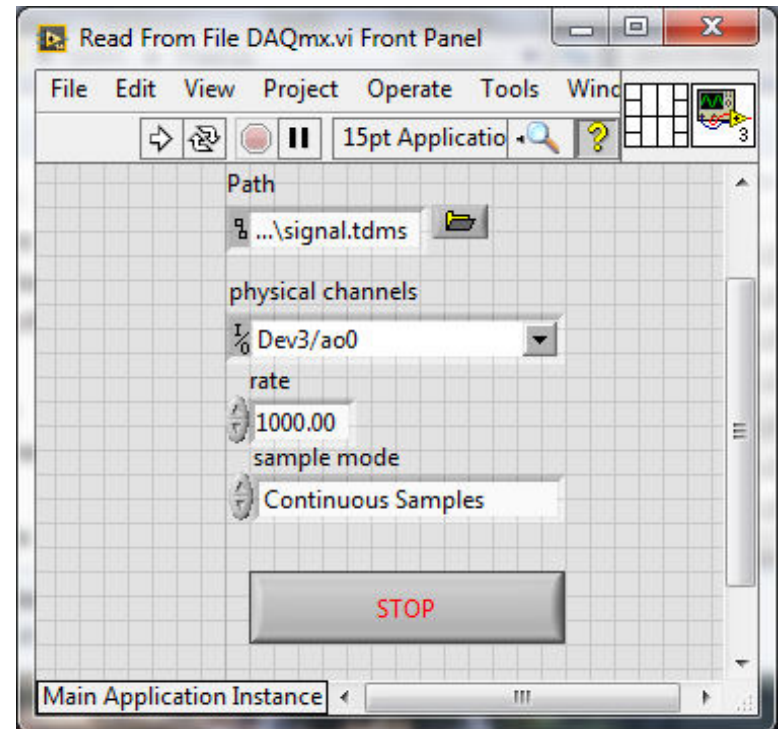 Read From File DAQmx.vi Front Panel
File Edit View Project Operate Tools Wind
15pt Applicatio
3
Path
...\signal.tdms
physical channels
I/O Dev3/ao0
rate
1000.00
sample mode
Continuous Samples
STOP
Main Application Instance